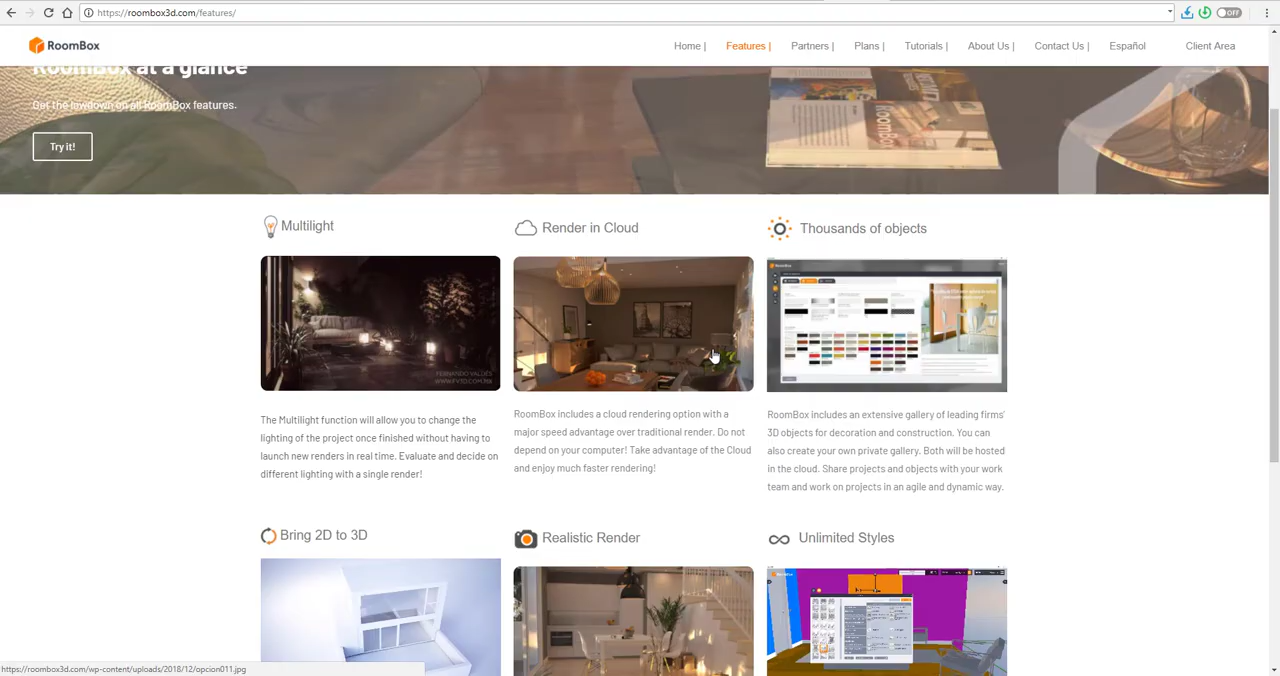 https://roombox3d.com/features/
OFF
RoomBox
Home |
Features |
Partners |
Plans |
Tutorials |
About Us |
Contact Us |
Español
Client Area
RoomBox at a glance
Get the lowdown on all RoomBox features.
Try it!
RoomBox
Multilight
Render in Cloud
Thousands of objects
FERNANDO VALDÉS
The Multilight function will allow you to change the
lighting of the project once finished without having to
launch new renders in real time. Evaluate and decide on
different lighting with a single render!
RoomBox includes a cloud rendering option with a
major speed advantage over traditional render. Do not
depend on your computer! Take advantage of the Cloud
and enjoy much faster rendering!
RoomBox includes an extensive gallery of leading firms'
3D objects for decoration and construction. You can
also create your own private gallery. Both will be hosted
in the cloud. Share projects and objects with your work
team and work on projects in an agile and dynamic way.
Bring 2D to 3D
Realistic Render
Unlimited Styles
https://roombox3d.com/wp-content/uploads/2018/12/opcion011.jpg